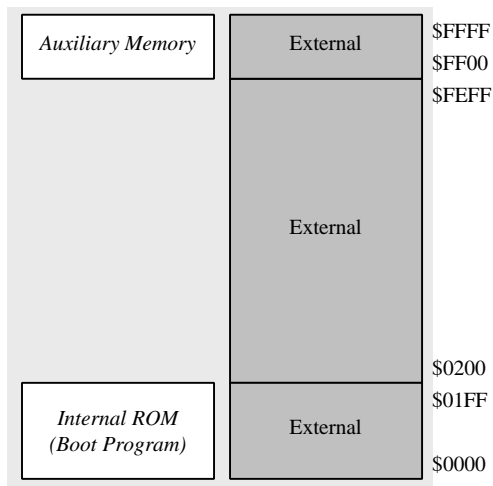 Auxiliary Memory
External
$FFFF
$FF00
$FEFF
External
$0200
$01FF
Internal ROM
(Boot Program)
External
$0000